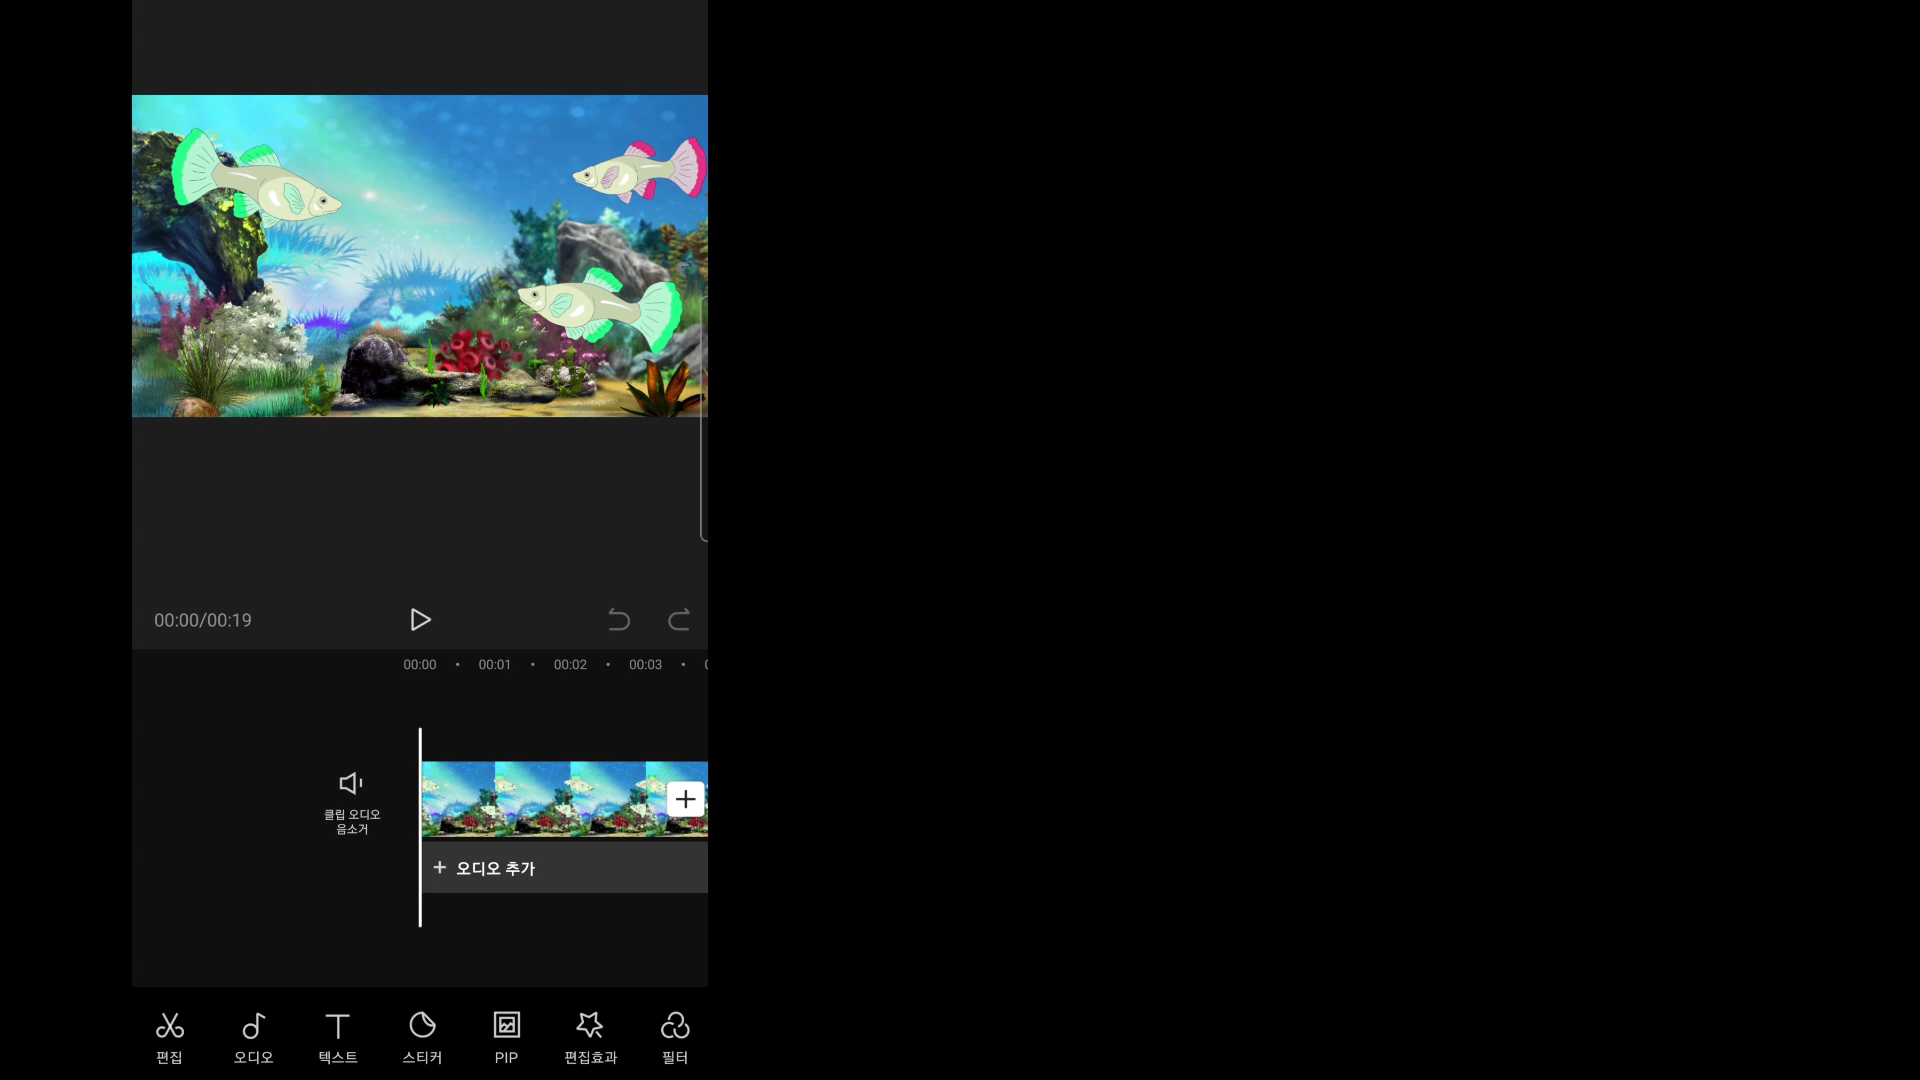 00:00/00:19
00:00 • 00:01 • 00:02 • 00:03 •
클립 오디오
음소거
+ 오디오 추가
편집 오디오 텍스트 스티커 PIP 편집효과 필터